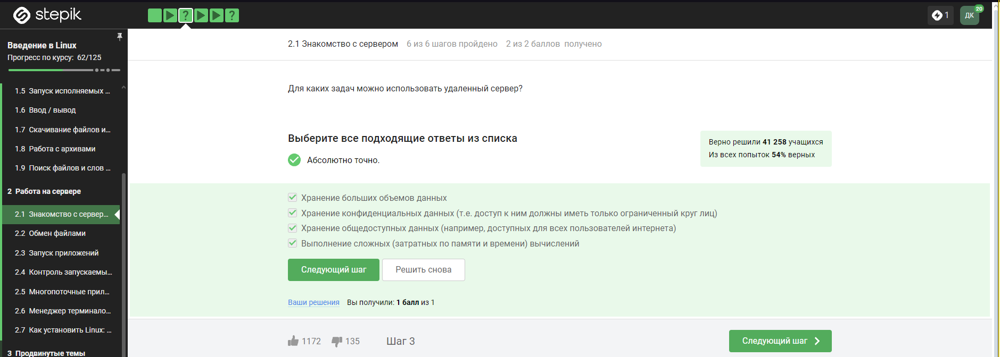 stepik
?
?
1
ДК
20
Введение в Linux
Прогресс по курсу: 62/125
1.5 Запуск исполняемых ...
1.6 Ввод / вывод
1.7 Скачивание файлов и...
1.8 Работа с архивами
1.9 Поиск файлов и слов ...
2 Работа на сервере
2.1 Знакомство с сервер...
2.2 Обмен файлами
2.3 Запуск приложений
2.4 Контроль запускаемы...
2.5 Многопоточные прил...
2.6 Менеджер терминало...
2.7 Как установить Linux: ...
3 Продвинутые темы
2.1 Знакомство с сервером 6 из 6 шагов пройдено 2 из 2 баллов получено
Для каких задач можно использовать удаленный сервер?
Выберите все подходящие ответы из списка
Абсолютно точно.
Верно решили 41 258 учащихся
Из всех попыток 54% верных
Хранение больших объемов данных
Хранение конфиденциальных данных (т.е. доступ к ним должны иметь только ограниченный круг лиц)
Хранение общедоступных данных (например, доступных для всех пользователей интернета)
Выполнение сложных (затратных по памяти и времени) вычислений
Следующий шаг
Решить снова
Ваши решения Вы получили: 1 балл из 1
1172 135 Шаг 3
Следующий шаг